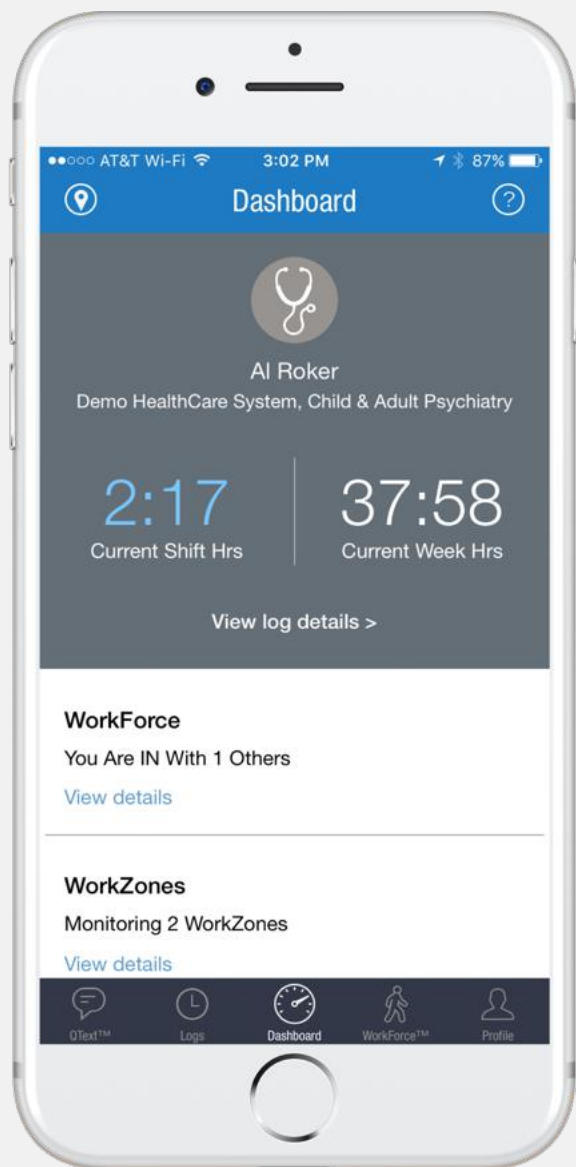 ●●○○○ AT&T Wi-Fi 3:02 PM 87%
Dashboard ?
Al Roker
Demo HealthCare System, Child & Adult Psychiatry
2:17 37:58
Current Shift Hrs Current Week Hrs
View log details >
WorkForce
You Are IN With 1 Others
View details
WorkZones
Monitoring 2 WorkZones
View details
QText™ Logs Dashboard WorkForce™ Profile